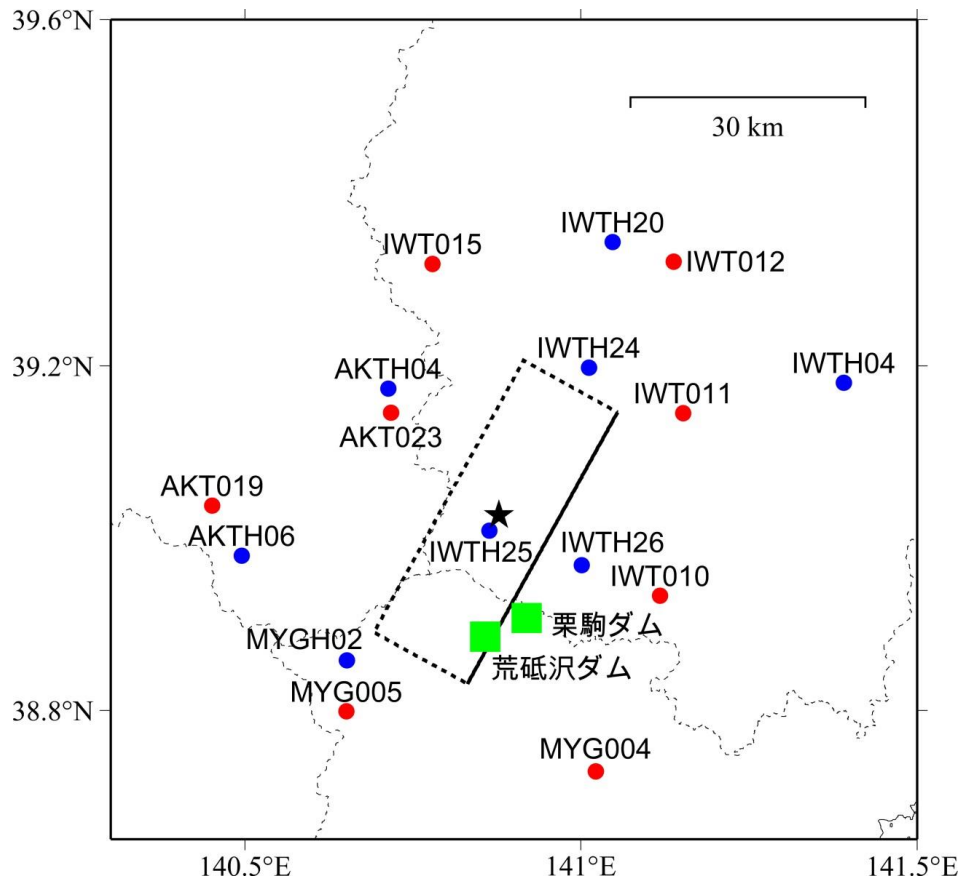 39.6°N
30 km
IWTH20
IWT015
IWT012
39.2°N
IWTH24
AKTH04
IWTH04
IWT011
AKT023
AKT019
AKTH06
IWTH25
IWTH26
IWT010
栗駒ダム
MYGH02
荒砥沢ダム
MYG005
38.8°N
MYG004
140.5°E
141°E
141.5°E